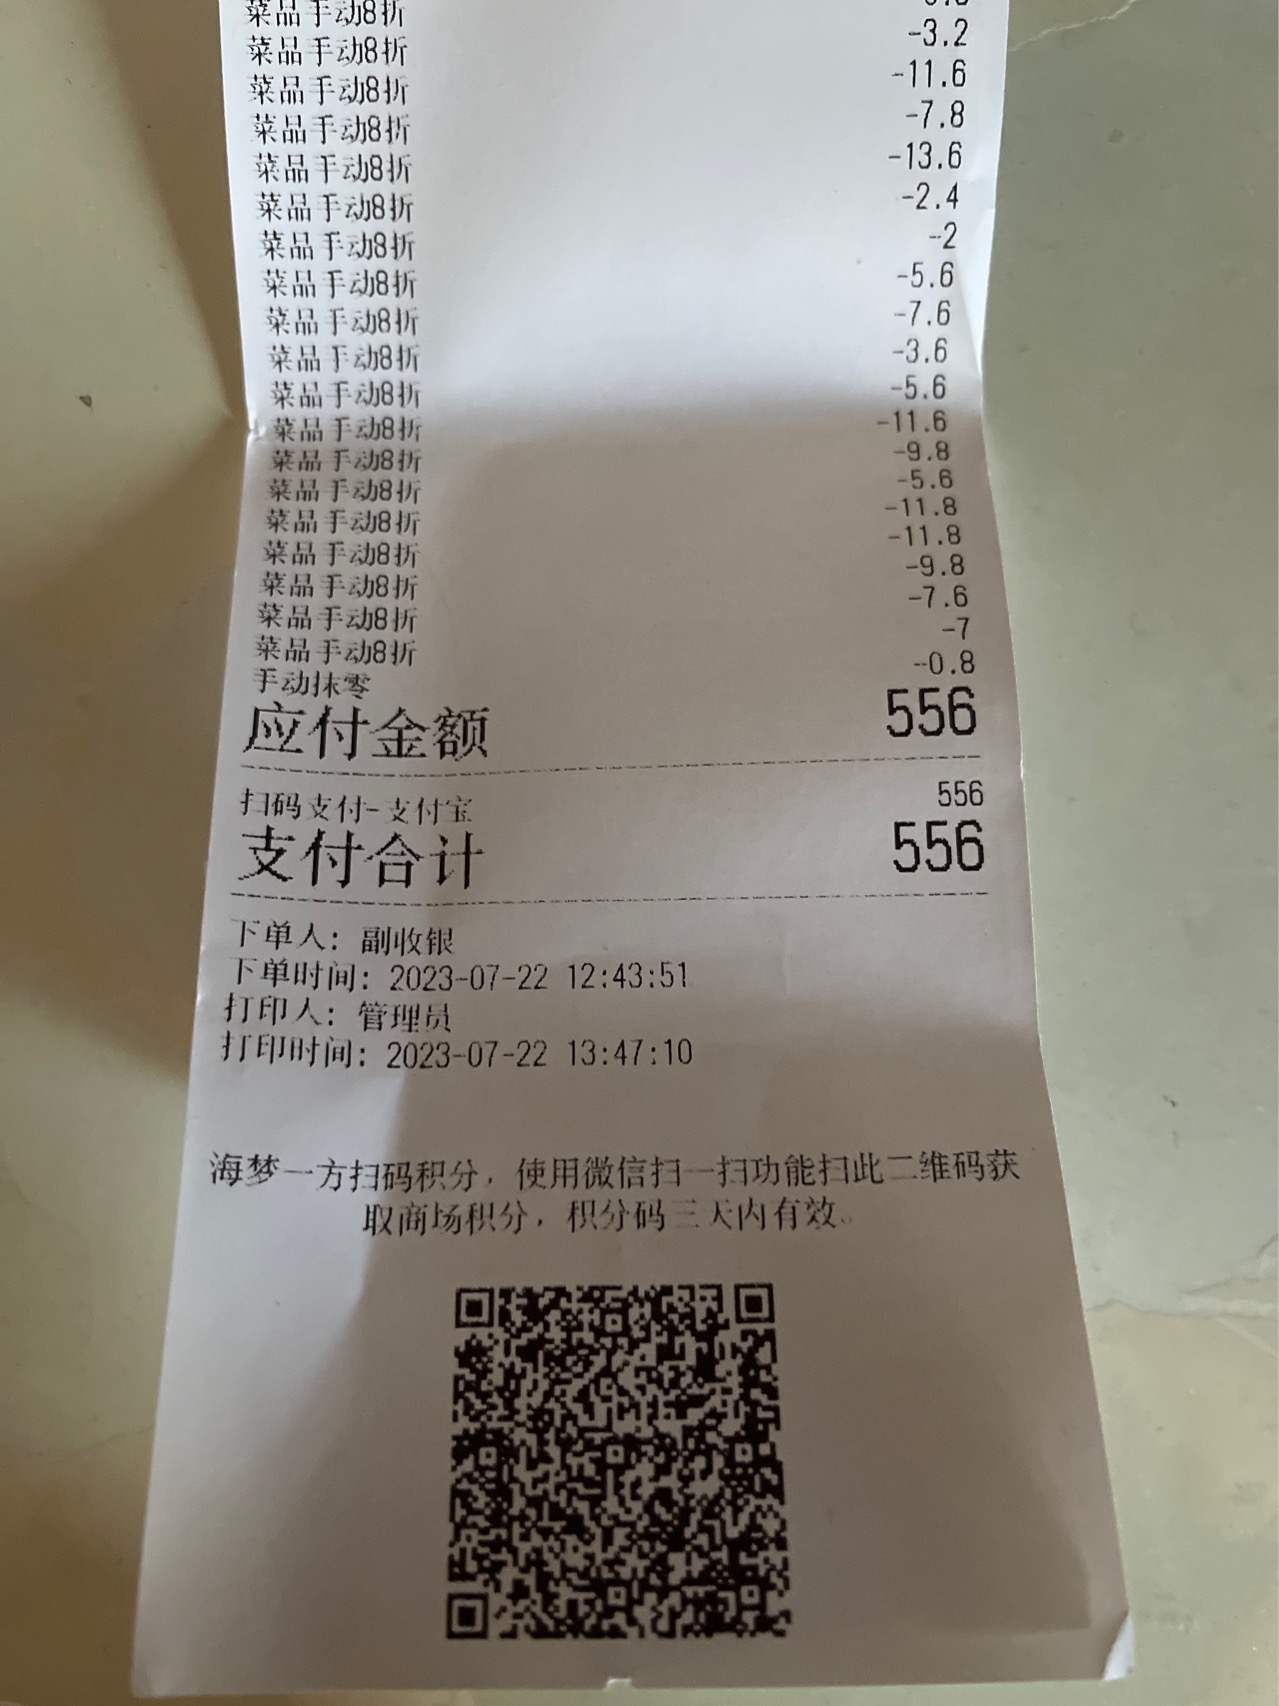 菜品手动8折
菜品手动8折 -3.2
菜品手动8折 -11.6
菜品手动8折 -7.8
菜品手动8折 -13.6
菜品手动8折 -2.4
菜品手动8折 -2
菜品手动8折 -5.6
菜品手动8折 -7.6
菜品手动8折 -3.6
菜品手动8折 -5.6
菜品手动8折 -11.6
菜品手动8折 -9.8
菜品手动8折 -5.6
菜品手动8折 -11.8
菜品手动8折 -11.8
菜品手动8折 -9.8
菜品手动8折 -7.6
菜品手动8折 -7
手动抹零 -0.8
应付金额 556
扫码支付-支付宝 556
支付合计 556
下单人: 副收银
下单时间: 2023-07-22 12:43:51
打印人: 管理员
打印时间: 2023-07-22 13:47:10
海梦一方扫码积分，使用微信扫一扫功能扫此二维码获
取商场积分，积分码三天内有效。